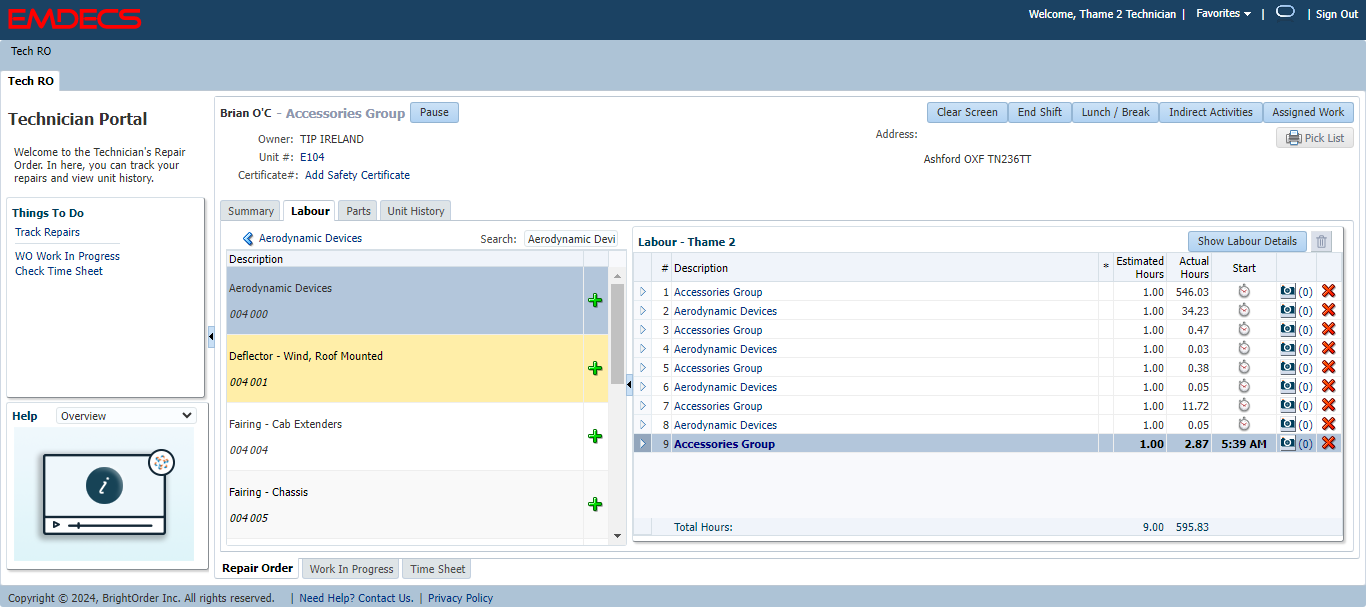 EMDECS
Welcome, Thame 2 Technician | Favorites | | Sign Out
Tech RO
Tech RO
Technician Portal
Welcome to the Technician's Repair
Order. In here, you can track your
repairs and view unit history.
Things To Do
Track Repairs
WO Work In Progress
Check Time Sheet
Help Overview
i
Brian O'C - Accessories Group Pause
Clear Screen End Shift Lunch / Break Indirect Activities Assigned Work
Pick List
Owner: TIP IRELAND
Unit #: E104
Certificate#: Add Safety Certificate
Address:
Ashford OXF TN236TT
Summary Labour Parts Unit History
Aerodynamic Devices Search: Aerodynamic Devi
Description
Aerodynamic Devices
004 000
Deflector - Wind, Roof Mounted
004 001
Fairing - Cab Extenders
004 004
Fairing - Chassis
004 005
Labour - Thame 2 Show Labour Details
# Description * Estimated Hours Actual Hours Start
1 Accessories Group 1.00 546.03 (0)
2 Aerodynamic Devices 1.00 34.23 (0)
3 Accessories Group 1.00 0.47 (0)
4 Aerodynamic Devices 1.00 0.03 (0)
5 Accessories Group 1.00 0.38 (0)
6 Aerodynamic Devices 1.00 0.05 (0)
7 Accessories Group 1.00 11.72 (0)
8 Aerodynamic Devices 1.00 0.05 (0)
9 Accessories Group 1.00 2.87 5:39 AM (0)
Total Hours: 9.00 595.83
Repair Order Work In Progress Time Sheet
Copyright © 2024, BrightOrder Inc. All rights reserved. | Need Help? Contact Us. | Privacy Policy